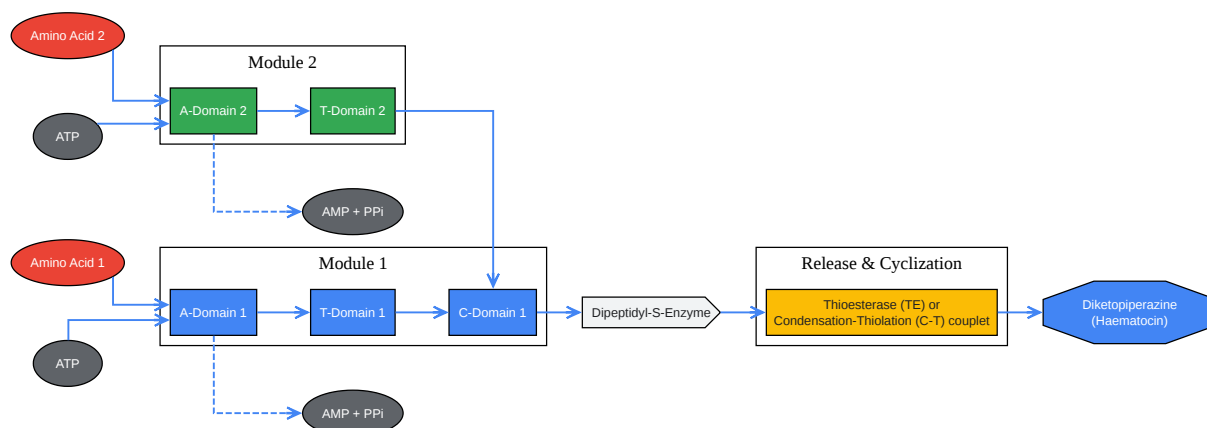 Amino Acid 2
Module 2
A-Domain 2
T-Domain 2
ATP
AMP + PPi
Amino Acid 1
Module 1
Release & Cyclization
A-Domain 1
T-Domain 1
C-Domain 1
Dipeptidyl-S-Enzyme
Thioesterase (TE) or
Condensation-Thiolation (C-T) couplet
Diketopiperazine
(Haematocin)
ATP
AMP + PPi